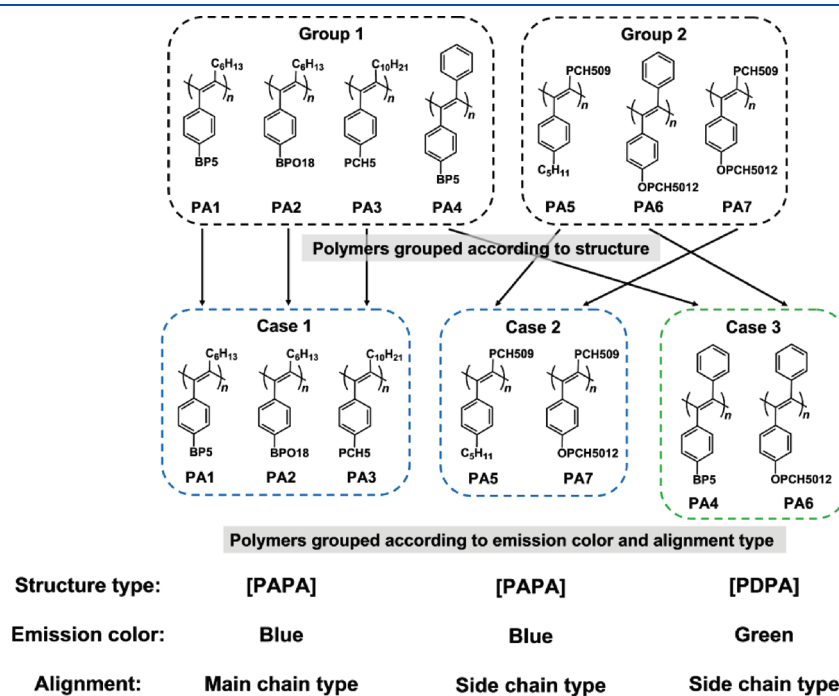 Group 1
Group 2
C6H13
C6H13
C10H21
PCH509
PCH509
n
n
n
n
n
n
n
BP5
BPO18
PCH5
BP5
C5H11
OPCH5012
OPCH5012
PA1
PA2
PA3
PA4
PA5
PA6
PA7
Polymers grouped according to structure
Case 1
Case 2
Case 3
C6H13
C6H13
C10H21
PCH509
PCH509
n
n
n
n
n
n
n
BP5
BPO18
PCH5
C5H11
OPCH5012
BP5
OPCH5012
PA1
PA2
PA3
PA5
PA7
PA4
PA6
Polymers grouped according to emission color and alignment type
Structure type: [PAPA] [PAPA] [PDPA]
Emission color: Blue Blue Green
Alignment: Main chain type Side chain type Side chain type